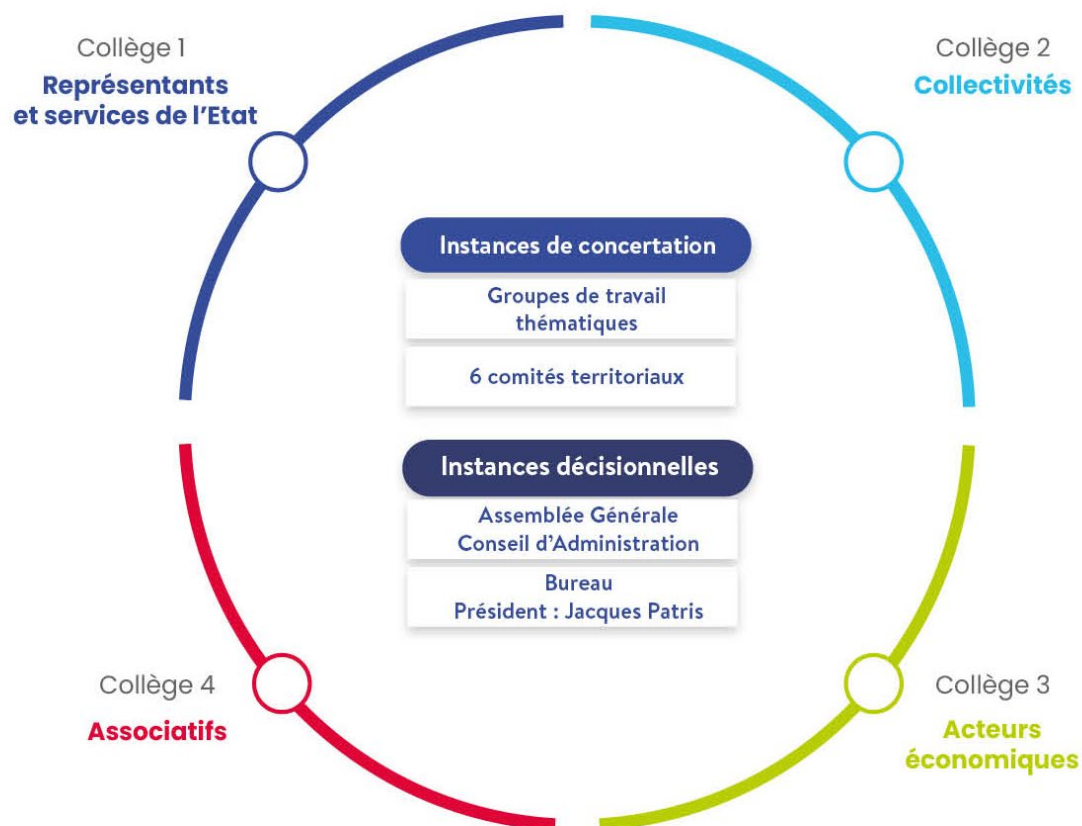 Collège 1
Représentants
et services de l'Etat
Collège 2
Collectivités
Instances de concertation
Groupes de travail
thématiques
6 comités territoriaux
Instances décisionnelles
Assemblée Générale
Conseil d'Administration
Bureau
Président : Jacques Patris
Collège 4
Associatifs
Collège 3
Acteurs
économiques